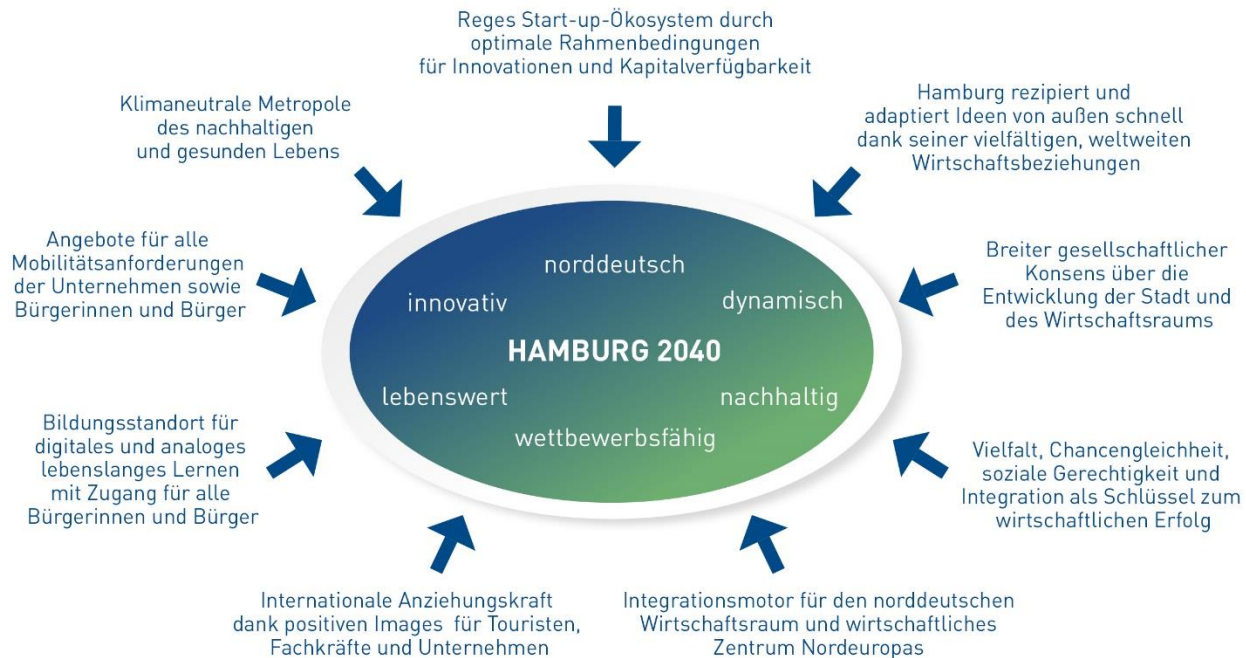 Reges Start-up-Ökosystem durch
optimale Rahmenbedingungen
für Innovationen und Kapitalverfügbarkeit
Klimaneutrale Metropole
des nachhaltigen
und gesunden Lebens
Hamburg rezipiert und
adaptiert Ideen von außen schnell
dank seiner vielfältigen, weltweiten
Wirtschaftsbeziehungen
Angebote für alle
Mobilitätsanforderungen
der Unternehmen sowie
Bürgerinnen und Bürger
norddeutsch
innovativ
dynamisch
HAMBURG 2040
lebenswert
nachhaltig
wettbewerbsfähig
Breiter gesellschaftlicher
Konsens über die
Entwicklung der Stadt und
des Wirtschaftsraums
Bildungsstandort für
digitales und analoges
lebenslanges Lernen
mit Zugang für alle
Bürgerinnen und Bürger
Vielfalt, Chancengleichheit,
soziale Gerechtigkeit und
Integration als Schlüssel zum
wirtschaftlichen Erfolg
Internationale Anziehungskraft
dank positiven Images für Touristen,
Fachkräfte und Unternehmen
Integrationsmotor für den norddeutschen
Wirtschaftsraum und wirtschaftliches
Zentrum Nordeuropas